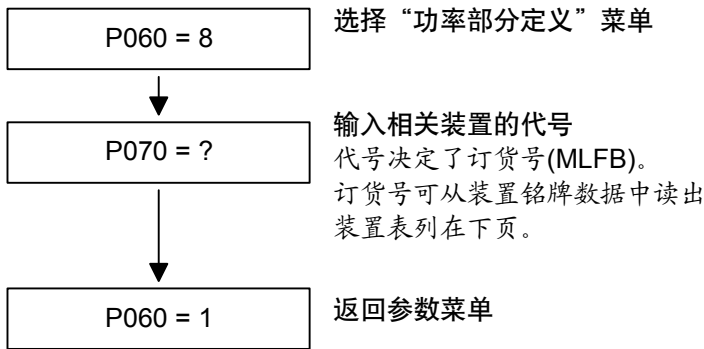 P060 = 8
选择“功率部分定义”菜单
P070 = ?
输入相关装置的代号
代号决定了订货号(MLFB)。
订货号可从装置铭牌数据中读出
装置表列在下页。
P060 = 1
返回参数菜单